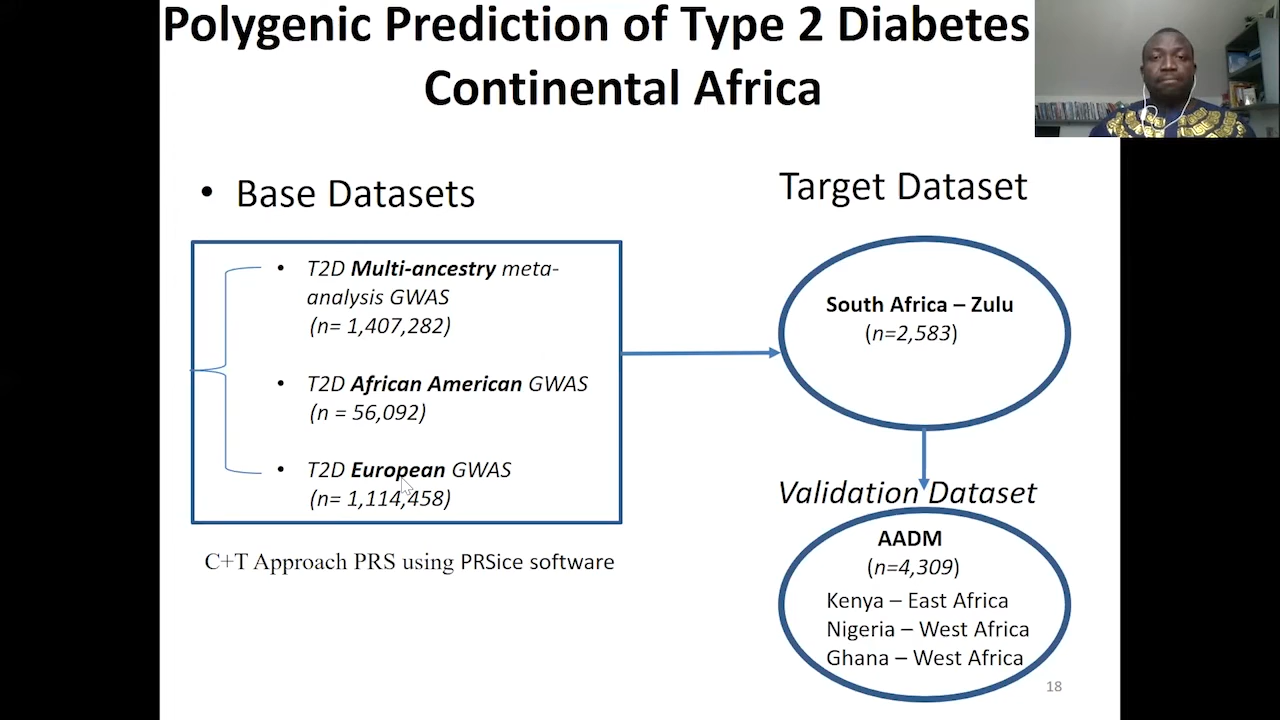 Polygenic Prediction of Type 2 Diabetes
Continental Africa
• Base Datasets
• T2D Multi-ancestry meta-
analysis GWAS
(n= 1,407,282)
• T2D African American GWAS
(n = 56,092)
• T2D European GWAS
(n= 1,114,458)
C+T Approach PRS using PRSice software
Target Dataset
South Africa – Zulu
(n=2,583)
Validation Dataset
AADM
(n=4,309)
Kenya – East Africa
Nigeria – West Africa
Ghana – West Africa
18